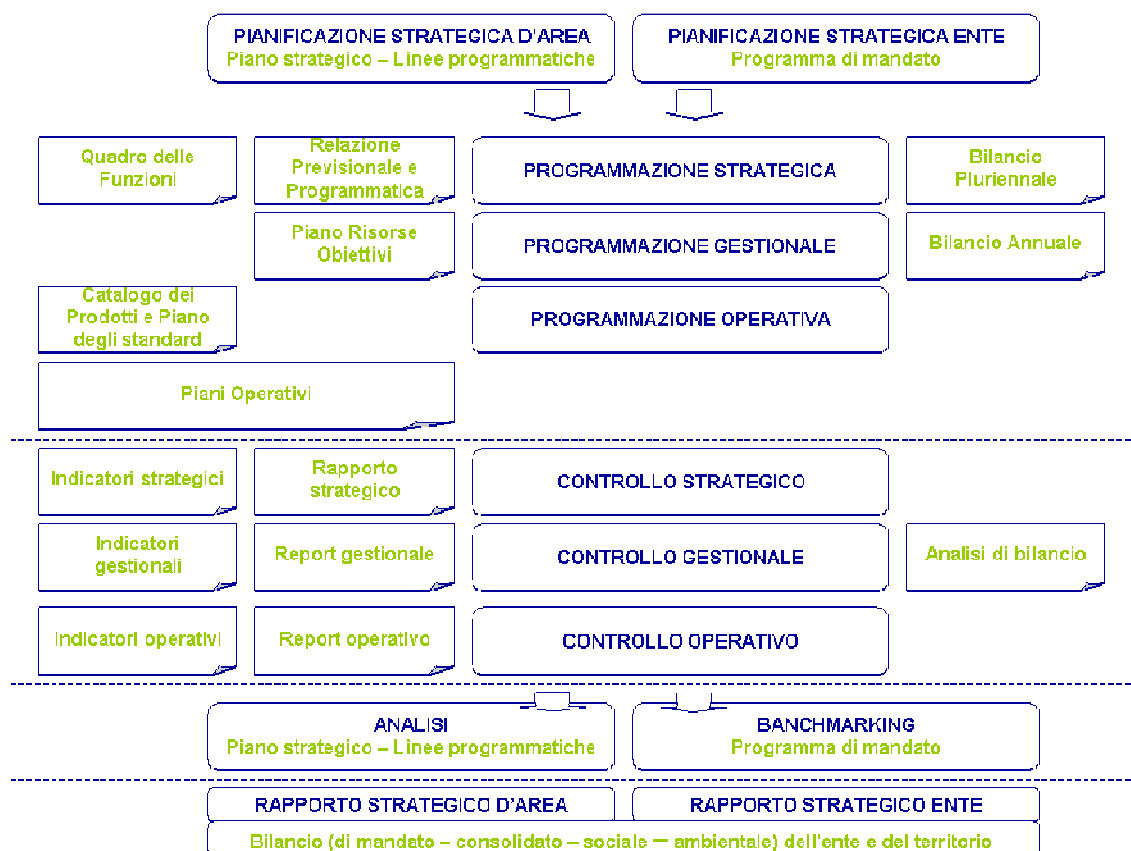 PIANIFICAZIONE STRATEGICA D'AREA
Piano strategico – Linee programmatiche
PIANIFICAZIONE STRATEGICA ENTE
Programma di mandato
Quadro delle
Funzioni
Relazione
Previsionale e
Programmatica
PROGRAMMAZIONE STRATEGICA
Bilancio
Pluriennale
Piano Risorse
Obiettivi
PROGRAMMAZIONE GESTIONALE
Bilancio Annuale
Catalogo dei
Prodotti e Piano
degli standard
PROGRAMMAZIONE OPERATIVA
Piani Operativi
Indicatori strategici
Rapporto
strategico
CONTROLLO STRATEGICO
Indicatori
gestionali
Report gestionale
CONTROLLO GESTIONALE
Analisi di bilancio
Indicatori operativi
Report operativo
CONTROLLO OPERATIVO
ANALISI
Piano strategico – Linee programmatiche
BANCHMARKING
Programma di mandato
RAPPORTO STRATEGICO D’AREA
RAPPORTO STRATEGICO ENTE
Bilancio (di mandato – consolidato – sociale – ambientale) dell'ente e del territorio